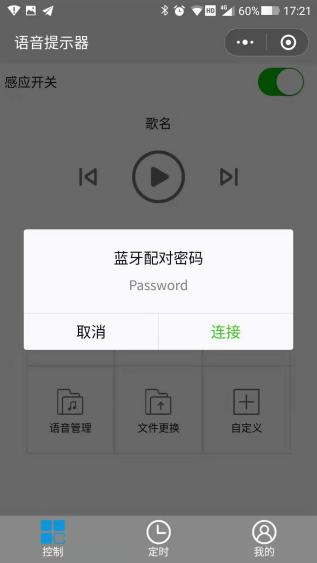 HD 4G 60% 17:21
语音提示器
感应开关
歌名
蓝牙配对密码
Password
取消 连接
语音管理 文件更换 自定义
控制 定时 我的